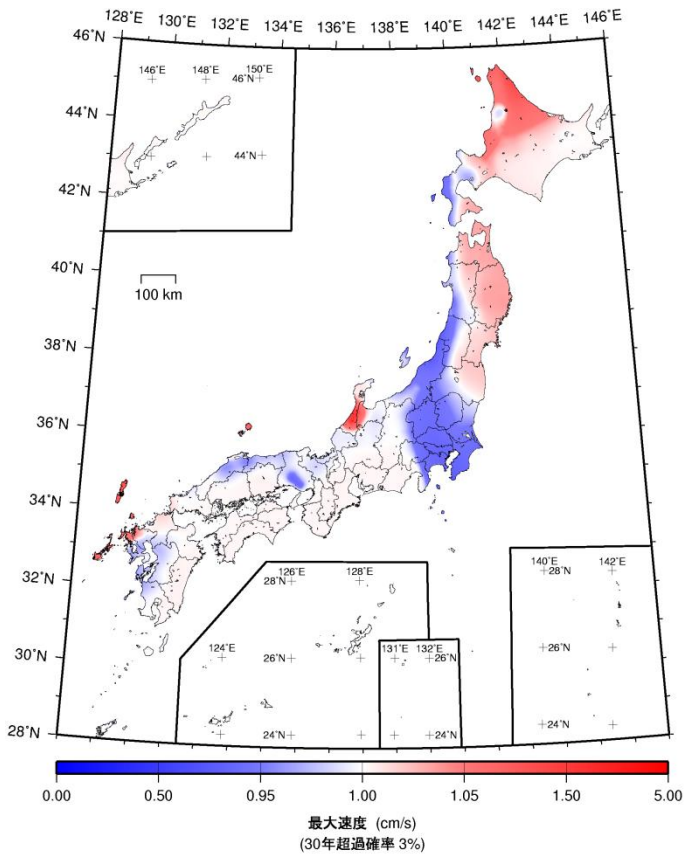 128°E 130°E 132°E 134°E 136°E 138°E 140°E 142°E 144°E 146°E
46°N
146°E 148°E 150°E
46°N
44°N
44°N
42°N
40°N
100 km
38°N
36°N
34°N
32°N
126°E 128°E
28°N
140°E 142°E
28°N
30°N
124°E
26°N
131°E 132°E
26°N
26°N
28°N
24°N
24°N
24°N
0.00 0.50 0.95 1.00 1.05 1.50 5.00
最大速度 (cm/s)
(30年超過確率 3%)